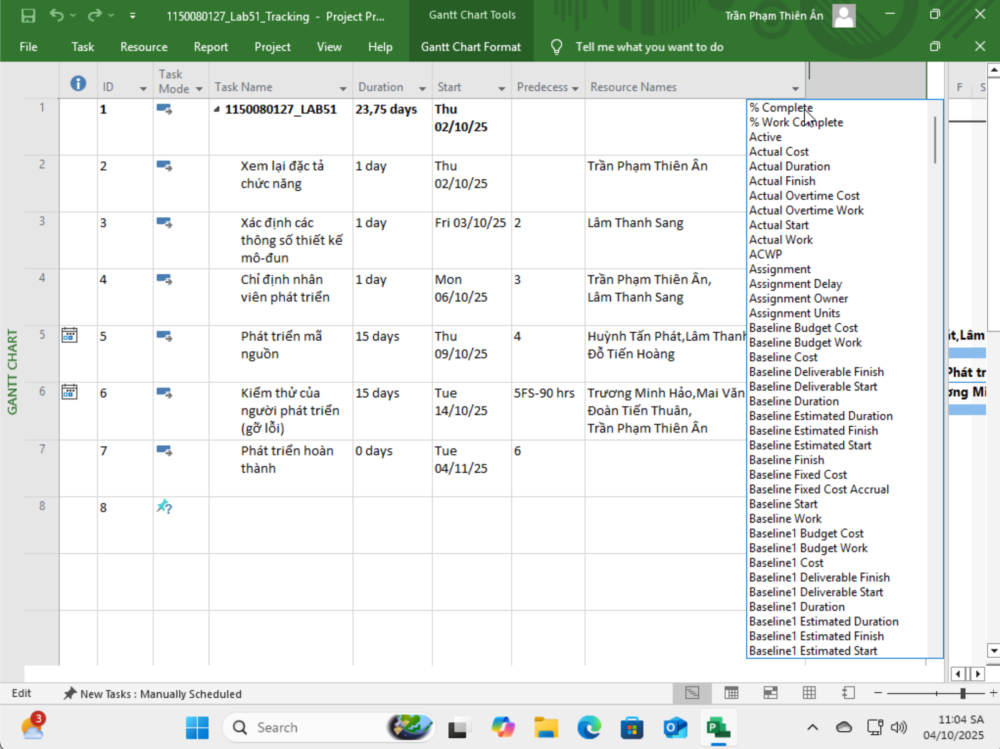 1150080127_Lab51_Tracking - Project Pr...
Gantt Chart Tools
Trần Phạm Thiên Ân
File Task Resource Report Project View Help Gantt Chart Format Tell me what you want to do
ID Task Mode Task Name Duration Start Predecess Resource Names
F S
1 1 1150080127_LAB51 23,75 days Thu
02/10/25
2 2 Xem lại đặc tả 1 day Thu Trần Phạm Thiên Ân
chức năng 02/10/25
3 3 Xác định các 1 day Fri 03/10/25 2 Lâm Thanh Sang
thông số thiết kế
mô-đun
4 4 Chỉ định nhân 1 day Mon 3 Trần Phạm Thiên Ân,
viên phát triển 06/10/25 Lâm Thanh Sang
5 5 Phát triển mã 15 days Thu 4 Huỳnh Tấn Phát,Lâm Thanh
nguồn 09/10/25 Đỗ Tiến Hoàng
6 6 Kiểm thử của 15 days Tue 5FS-90 hrs Trương Minh Hảo,Mai Văn
người phát triển 14/10/25 Đoàn Tiến Thuân,
(gỡ lỗi) Trần Phạm Thiên Ân
7 7 Phát triển hoàn 0 days Tue 6
thành 04/11/25
8 8
GANTT CHART
% Complete
% Work Complete
Active
Actual Cost
Actual Duration
Actual Finish
Actual Overtime Cost
Actual Overtime Work
Actual Start
Actual Work
ACWP
Assignment
Assignment Delay
Assignment Owner
Assignment Units
Baseline Budget Cost
Baseline Budget Work
Baseline Cost
Baseline Deliverable Finish
Baseline Deliverable Start
Baseline Duration
Baseline Estimated Duration
Baseline Estimated Finish
Baseline Estimated Start
Baseline Finish
Baseline Fixed Cost
Baseline Fixed Cost Accrual
Baseline Start
Baseline Work
Baseline1 Budget Cost
Baseline1 Budget Work
Baseline1 Cost
Baseline1 Deliverable Finish
Baseline1 Deliverable Start
Baseline1 Duration
Baseline1 Estimated Duration
Baseline1 Estimated Finish
Baseline1 Estimated Start
t,Lâm
Phát tr
ơng Mi
Edit New Tasks : Manually Scheduled
3
Search
11:04 SA
04/10/2025